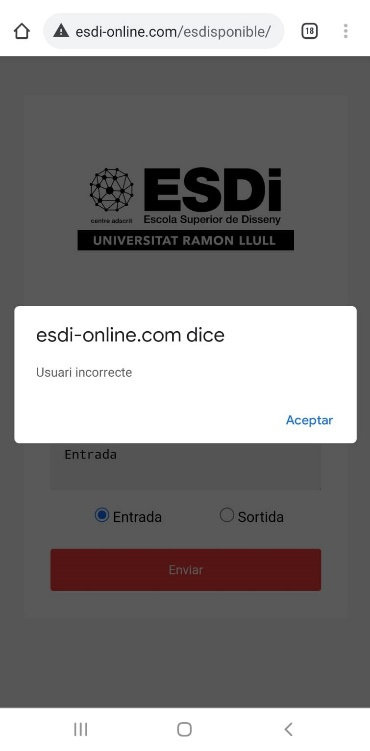 esdi-online.com/esdisponible/
18
ESDi
centre adscrit
Escola Superior de Disseny
UNIVERSITAT RAMON LLULL
esdi-online.com dice
Usuari incorrecte
Aceptar
Entrada
Entrada
Sortida
Enviar